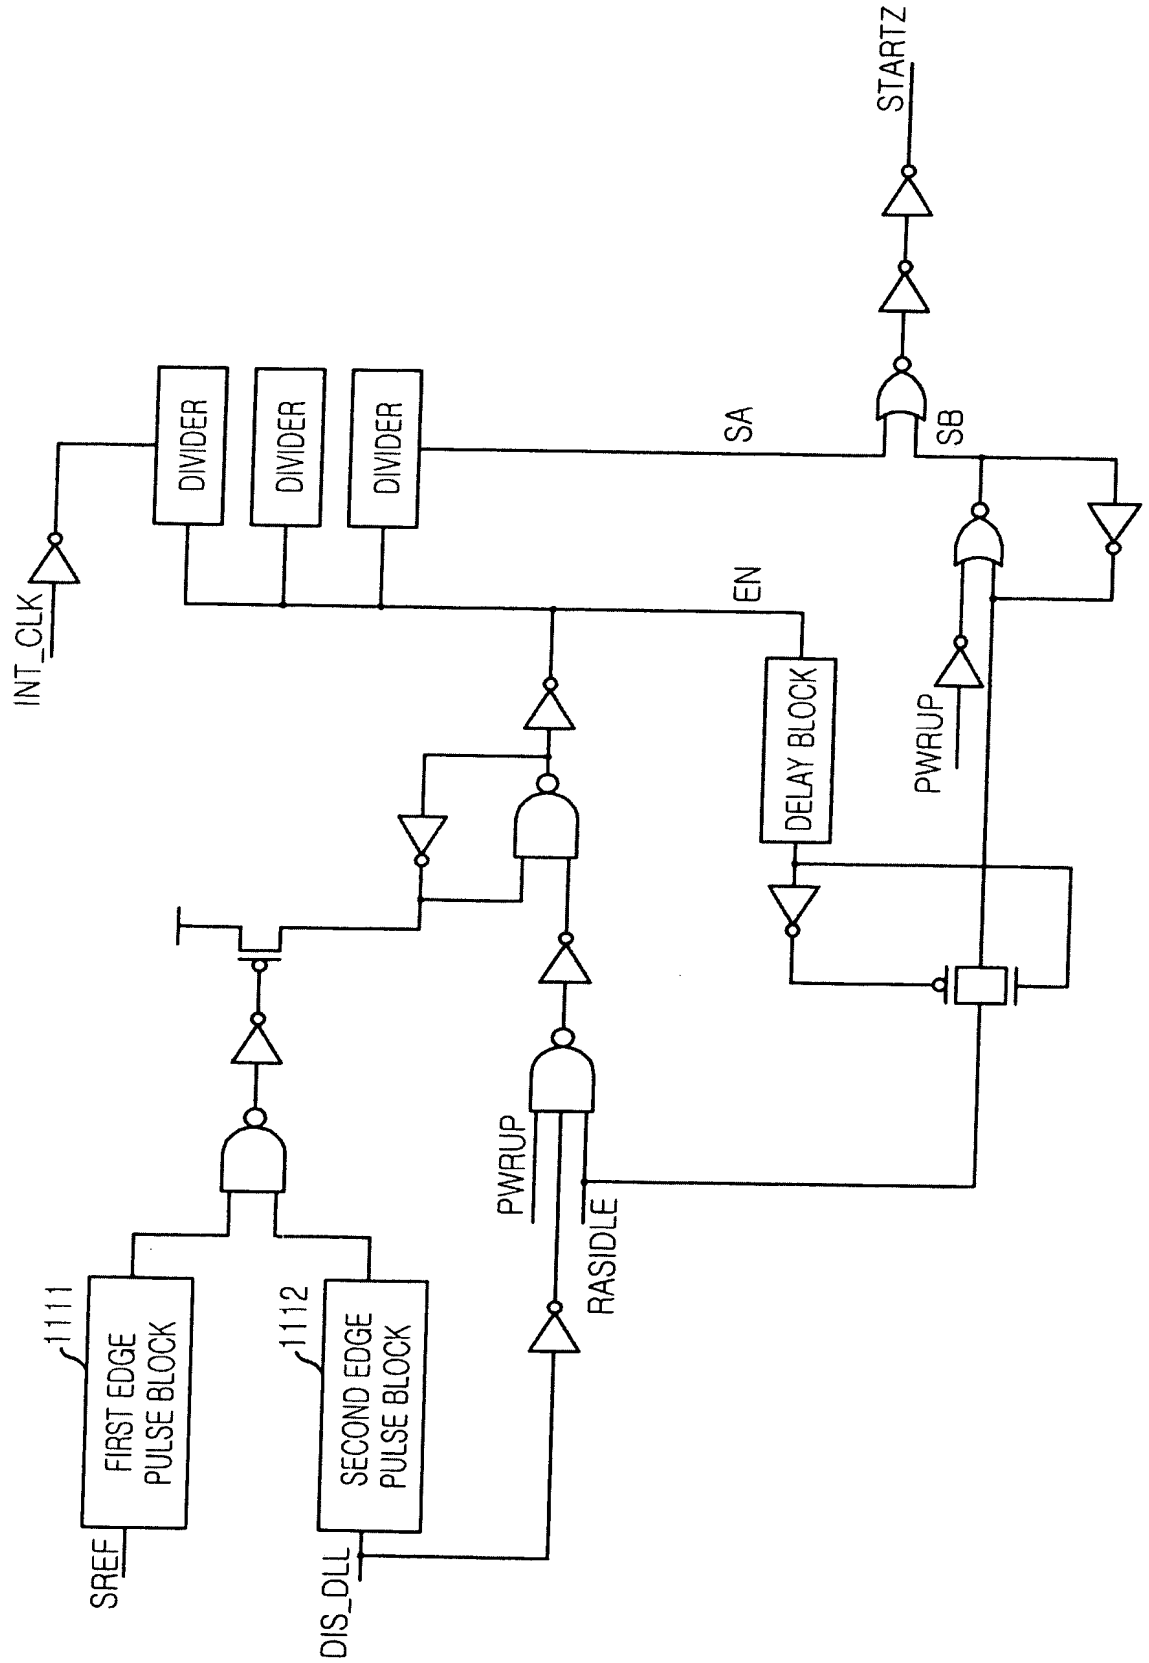 SREF
FIRST EDGE
PULSE BLOCK
1111
DIS_DLL
SECOND EDGE
PULSE BLOCK
1112
PWRUP
RASIDLE
INT_CLK
DIVIDER
DIVIDER
DIVIDER
EN
DELAY BLOCK
PWRUP
SA
SB
STARTZ